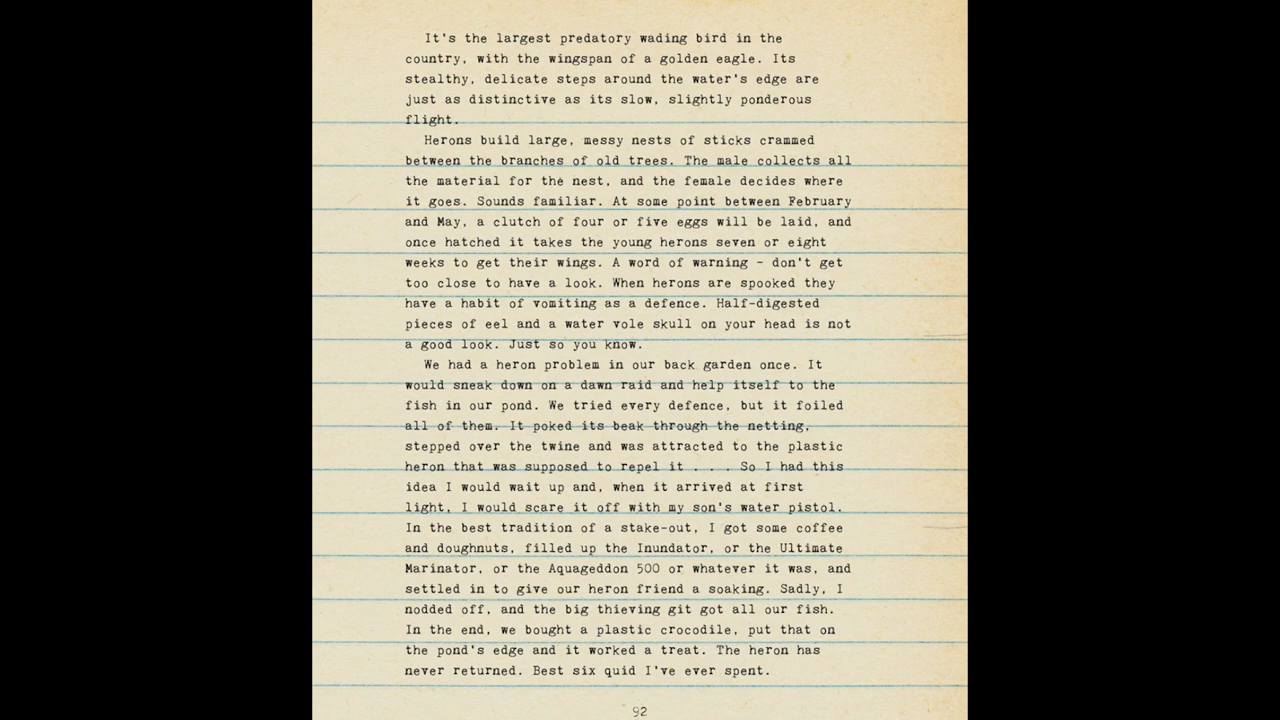 It's the largest predatory wading bird in the
country, with the wingspan of a golden eagle. Its
stealthy, delicate steps around the water's edge are
just as distinctive as its slow, slightly ponderous
flight.
Herons build large, messy nests of sticks crammed
between the branches of old trees. The male collects all
the material for the nest, and the female decides where
it goes. Sounds familiar. At some point between February
and May, a clutch of four or five eggs will be laid, and
once hatched it takes the young herons seven or eight
weeks to get their wings. A word of warning - don't get
too close to have a look. When herons are spooked they
have a habit of vomiting as a defence. Half-digested
pieces of eel and a water vole skull on your head is not
a good look. Just so you know.
We had a heron problem in our back garden once. It
would sneak down on a dawn raid and help itself to the
fish in our pond. We tried every defence, but it foiled
all of them. It poked its beak through the netting,
stepped over the twine and was attracted to the plastic
heron that was supposed to repel it . . . So I had this
idea I would wait up and, when it arrived at first
light, I would scare it off with my son's water pistol.
In the best tradition of a stake-out, I got some coffee
and doughnuts, filled up the Inundator, or the Ultimate
Marinator, or the Aquageddon 500 or whatever it was, and
settled in to give our heron friend a soaking. Sadly, I
nodded off, and the big thieving git got all our fish.
In the end, we bought a plastic crocodile, put that on
the pond's edge and it worked a treat. The heron has
never returned. Best six quid I've ever spent.
92